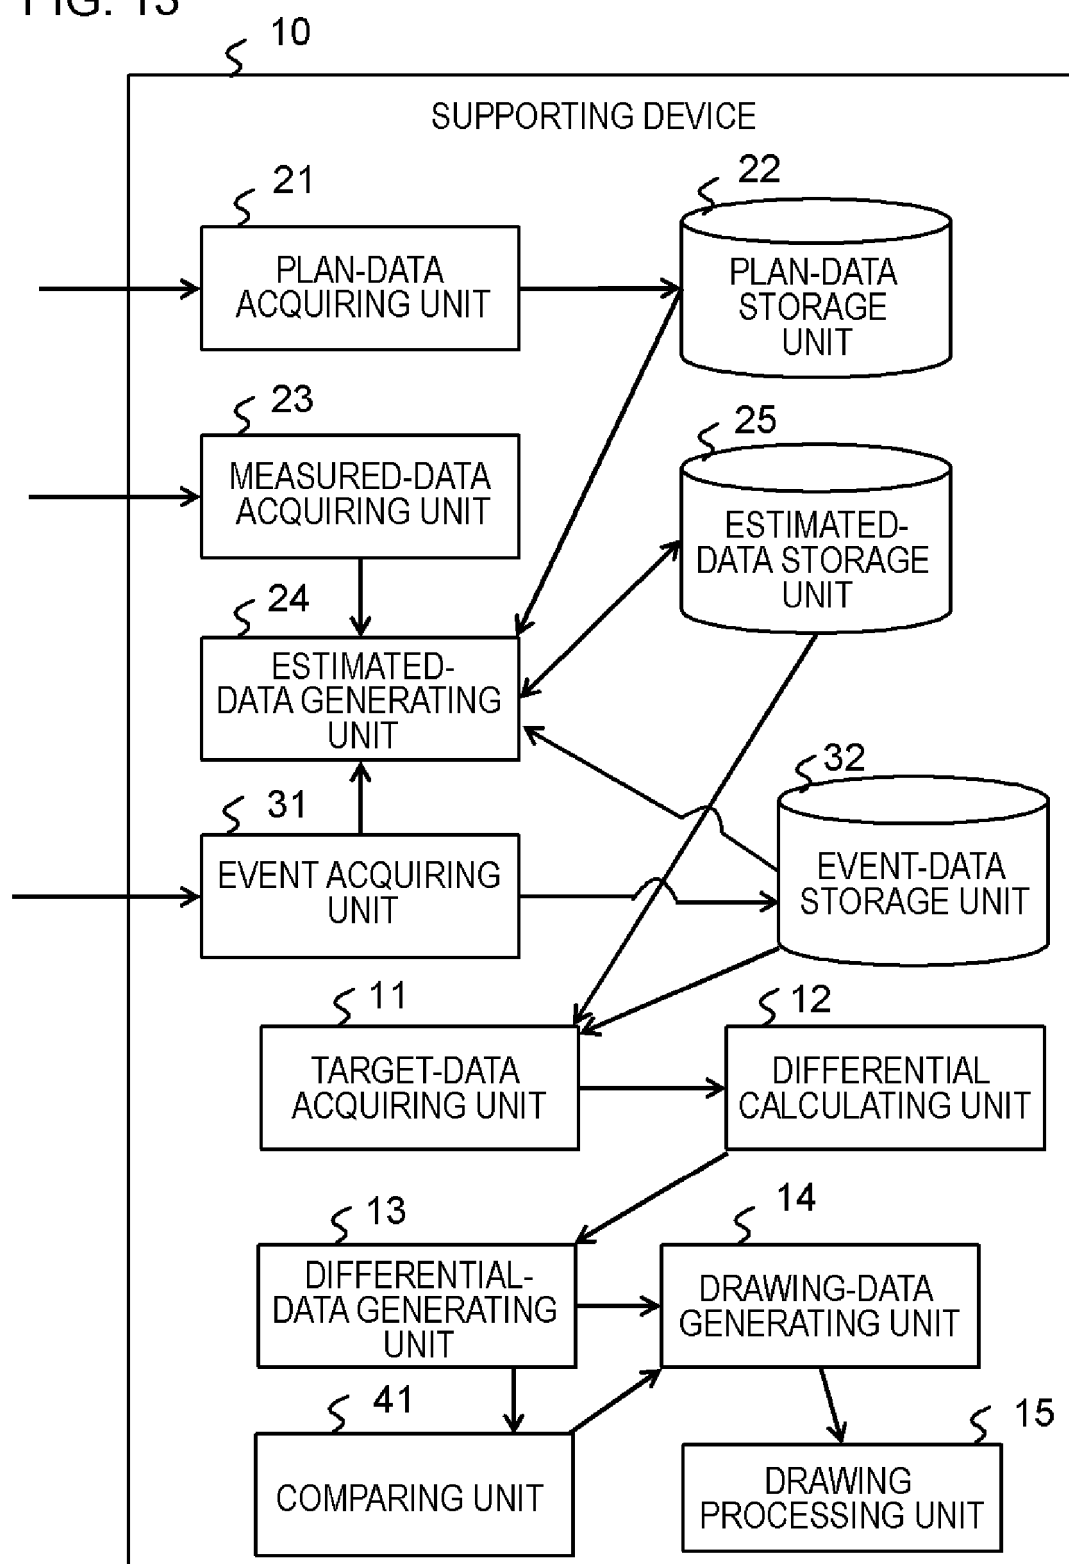 FIG. 13
10
SUPPORTING DEVICE
21
PLAN-DATA
ACQUIRING UNIT
22
PLAN-DATA
STORAGE
UNIT
23
MEASURED-DATA
ACQUIRING UNIT
25
ESTIMATED-
DATA STORAGE
UNIT
24
ESTIMATED-
DATA GENERATING
UNIT
31
EVENT ACQUIRING
UNIT
32
EVENT-DATA
STORAGE UNIT
11
TARGET-DATA
ACQUIRING UNIT
12
DIFFERENTIAL
CALCULATING UNIT
13
DIFFERENTIAL-
DATA GENERATING
UNIT
14
DRAWING-DATA
GENERATING UNIT
41
COMPARING UNIT
15
DRAWING
PROCESSING UNIT